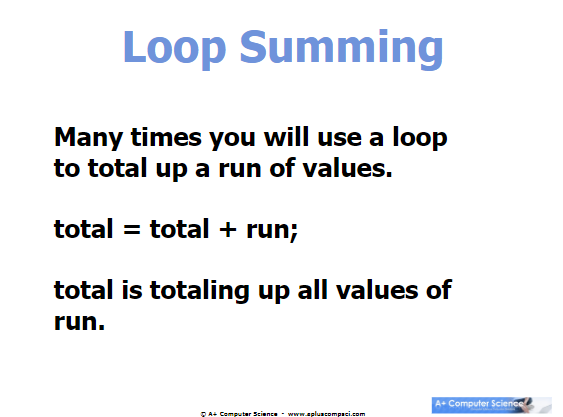 Loop Summing
Many times you will use a loop
to total up a run of values.
total = total + run;
total is totaling up all values of
run.
© A+ Computer Science - www.apluscompsci.com
A+ Computer Science